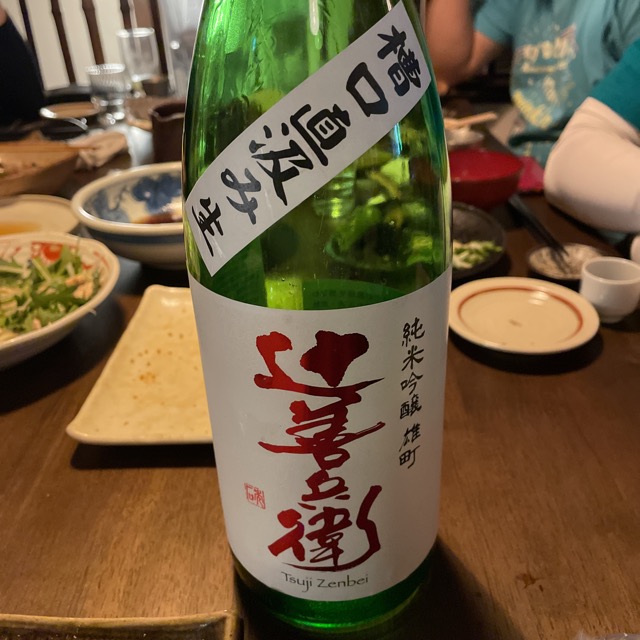 槽口直汲み生
純米吟醸 雄町
辻善兵衛
Tsuji Zenbei